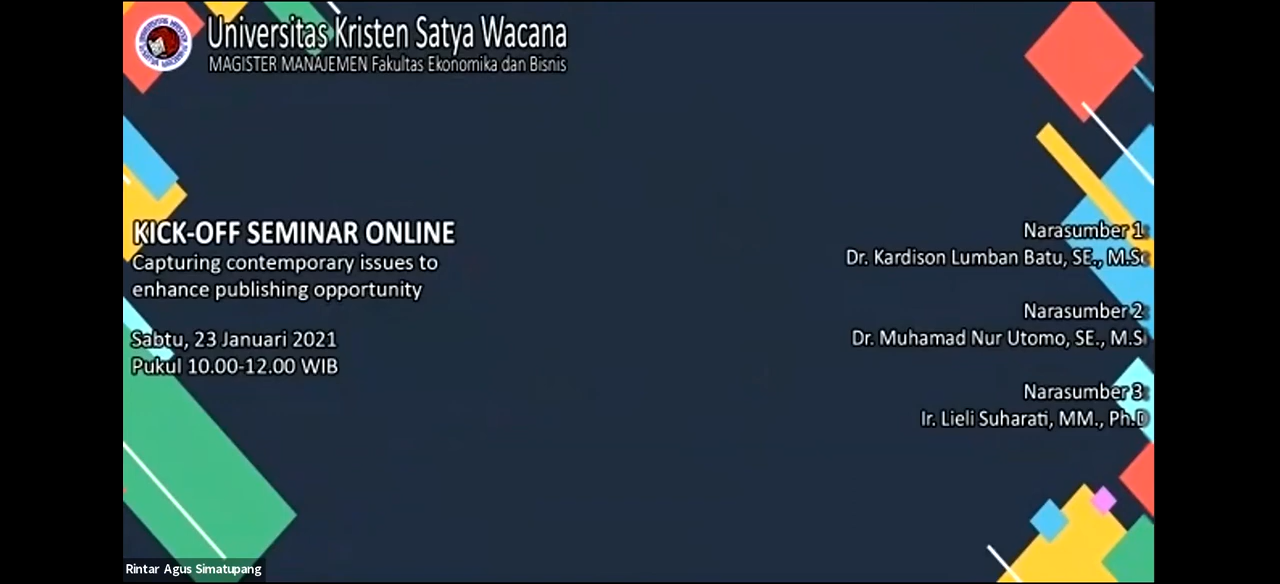 Universitas Kristen Satya Wacana
MAGISTER MANAJEMEN Fakultas Ekonomika dan Bisnis
KICK-OFF SEMINAR ONLINE
Capturing contemporary issues to
enhance publishing opportunity
Sabtu, 23 Januari 2021
Pukul 10.00-12.00 WIB
Narasumber 1
Dr. Kardison Lumban Batu, SE., M.Sc
Narasumber 2
Dr. Muhamad Nur Utomo, SE., M.Si
Narasumber 3
Ir. Lieli Suharati, MM., Ph.D
Rintar Agus Simatupang